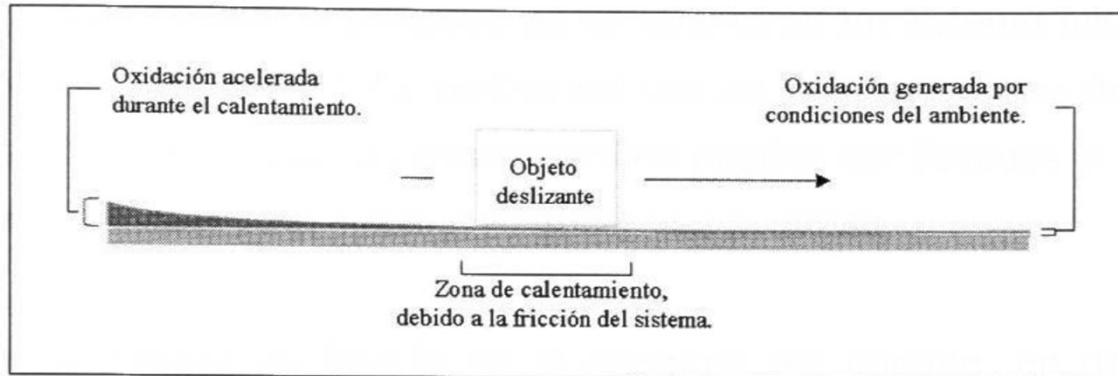 Oxidación acelerada
durante el calentamiento.
Oxidación generada por
condiciones del ambiente.
Objeto
deslizante
Zona de calentamiento,
debido a la fricción del sistema.